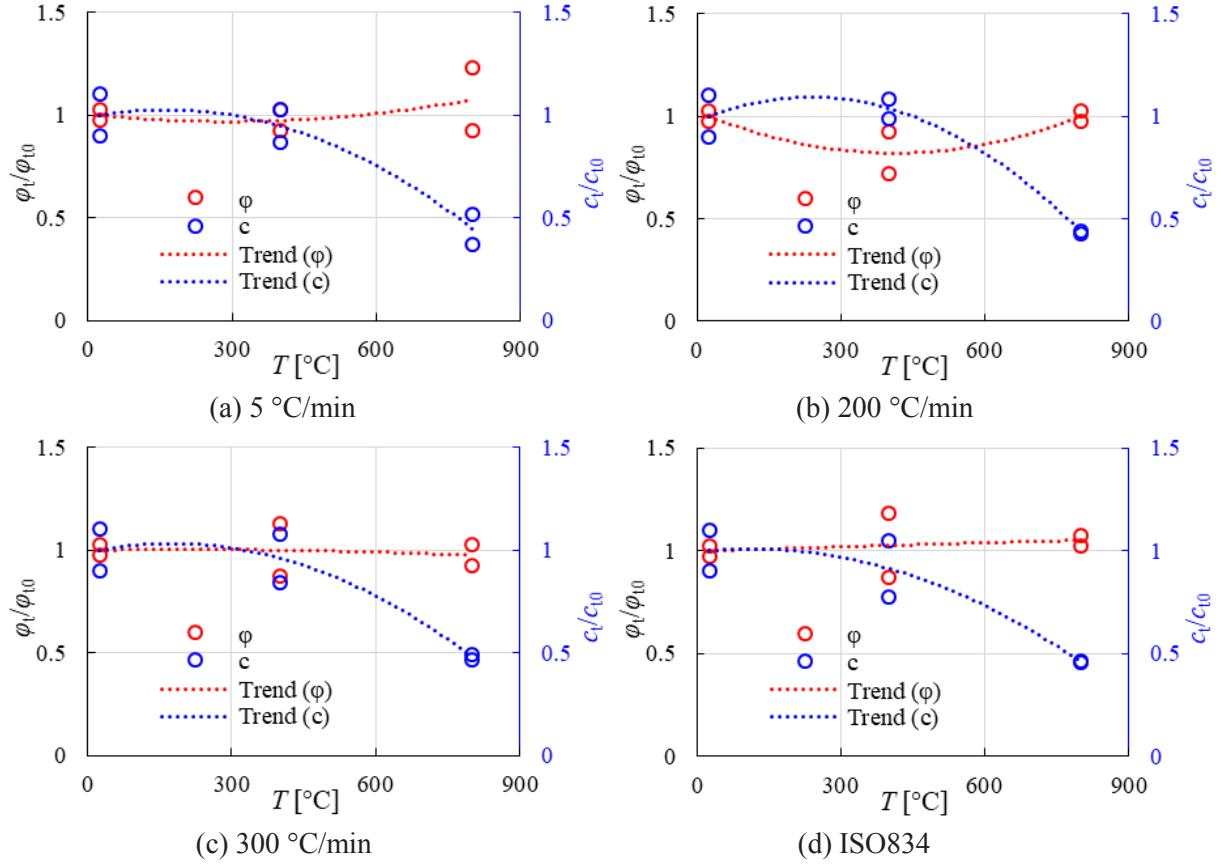 1.5
1
0.5
0
φt/φt0
1.5
1
0.5
0
ct/ct0
φ
c
Trend (φ)
Trend (c)
0
300
600
900
T [°C]
(a) 5 °C/min
1.5
1
0.5
0
φt/φt0
1.5
1
0.5
0
ct/ct0
φ
c
Trend (φ)
Trend (c)
0
300
600
900
T [°C]
(b) 200 °C/min
1.5
1
0.5
0
φt/φt0
1.5
1
0.5
0
ct/ct0
φ
c
Trend (φ)
Trend (c)
0
300
600
900
T [°C]
(c) 300 °C/min
1.5
1
0.5
0
φt/φt0
1.5
1
0.5
0
ct/ct0
φ
c
Trend (φ)
Trend (c)
0
300
600
900
T [°C]
(d) ISO834